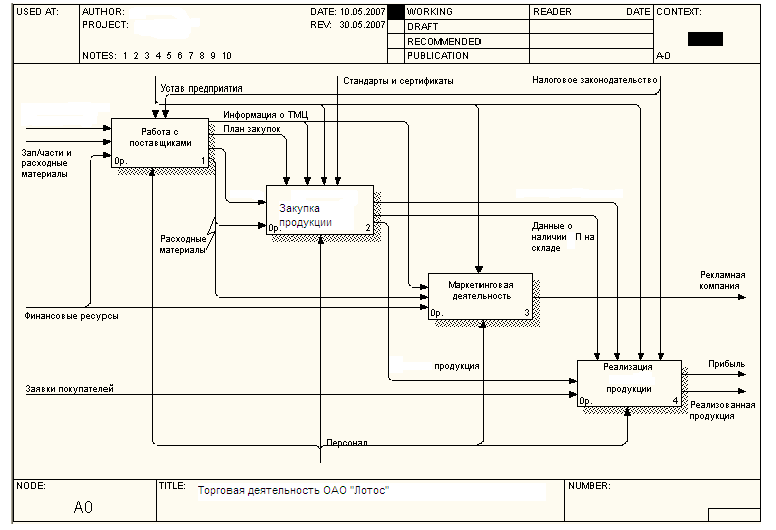 USED AT:
AUTHOR:
DATE: 10.05.2007
WORKING
READER
DATE
CONTEXT:
PROJECT:
REV: 30.05.2007
DRAFT
RECOMMENDED
NOTES: 1 2 3 4 5 6 7 8 9 10
PUBLICATION
A-0
Устав предприятия
Стандарты и сертификаты
Налоговое законодательство
Информация о ТМЦ
План закупок
Работа с
поставщиками
0р.
1
Зап/части и
расходные
материалы
Закупка
продукции
0р.
2
Расходные
материалы
Данные о
наличии П на
складе
Маркетинговая
деятельность
0р.
3
Рекламная
компания
Финансовые ресурсы
продукция
Реализация
продукции
0р.
4
Прибыль
Реализованная
продукция
Заявки покупателей
Персонал
NODE:
A0
TITLE:
Торговая деятельность ОАО "Лотос"
NUMBER: